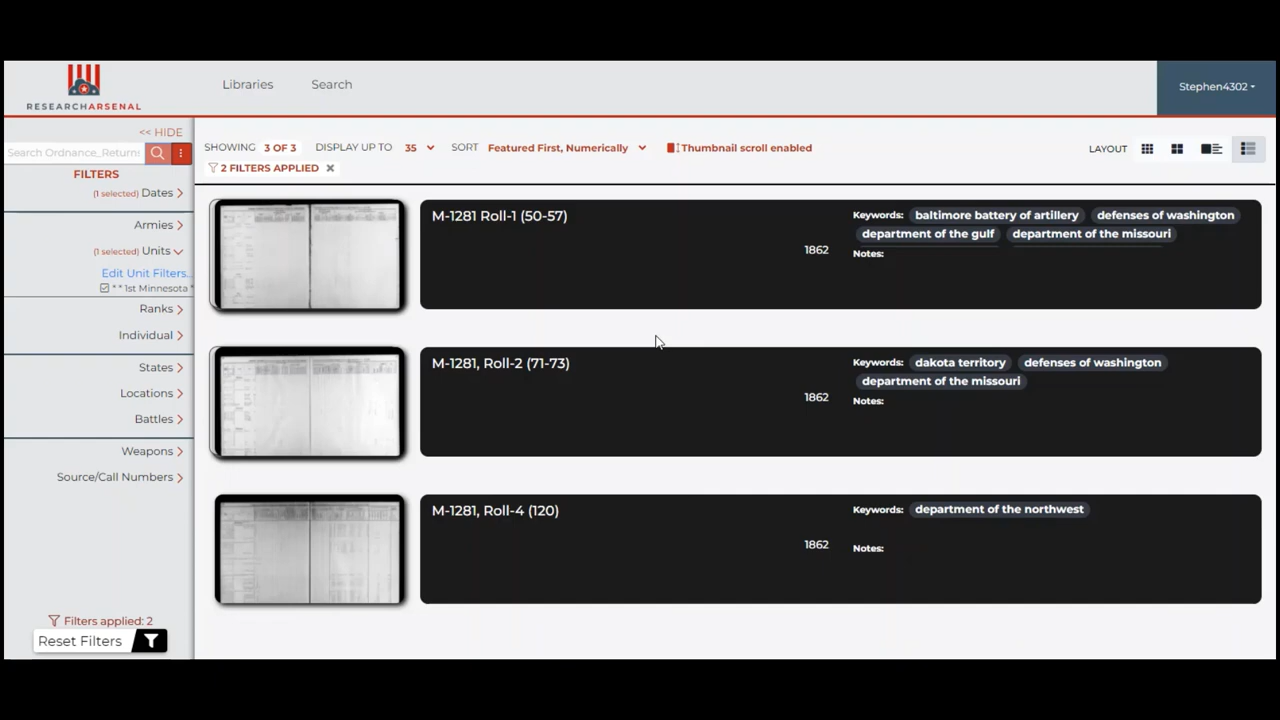 RESEARCHARSENAL
Libraries
Search
Stephen4302
<< HIDE
Search Ordnance_Return
FILTERS
(1 selected) Dates
Armies
(1 selected) Units
Edit Unit Filters...
* * 1st Minnesota *
Ranks
Individual
States
Locations
Battles
Weapons
Source/Call Numbers
Filters applied: 2
Reset Filters
SHOWING 3 OF 3 DISPLAY UP TO 35 SORT Featured First, Numerically Thumbnail scroll enabled LAYOUT
2 FILTERS APPLIED
M-1281 Roll-1 (50-57)
1862
Keywords: baltimore battery of artillery defenses of washington
department of the gulf department of the missouri
Notes:
M-1281, Roll-2 (71-73)
1862
Keywords: dakota territory defenses of washington
department of the missouri
Notes:
M-1281, Roll-4 (120)
1862
Keywords: department of the northwest
Notes: